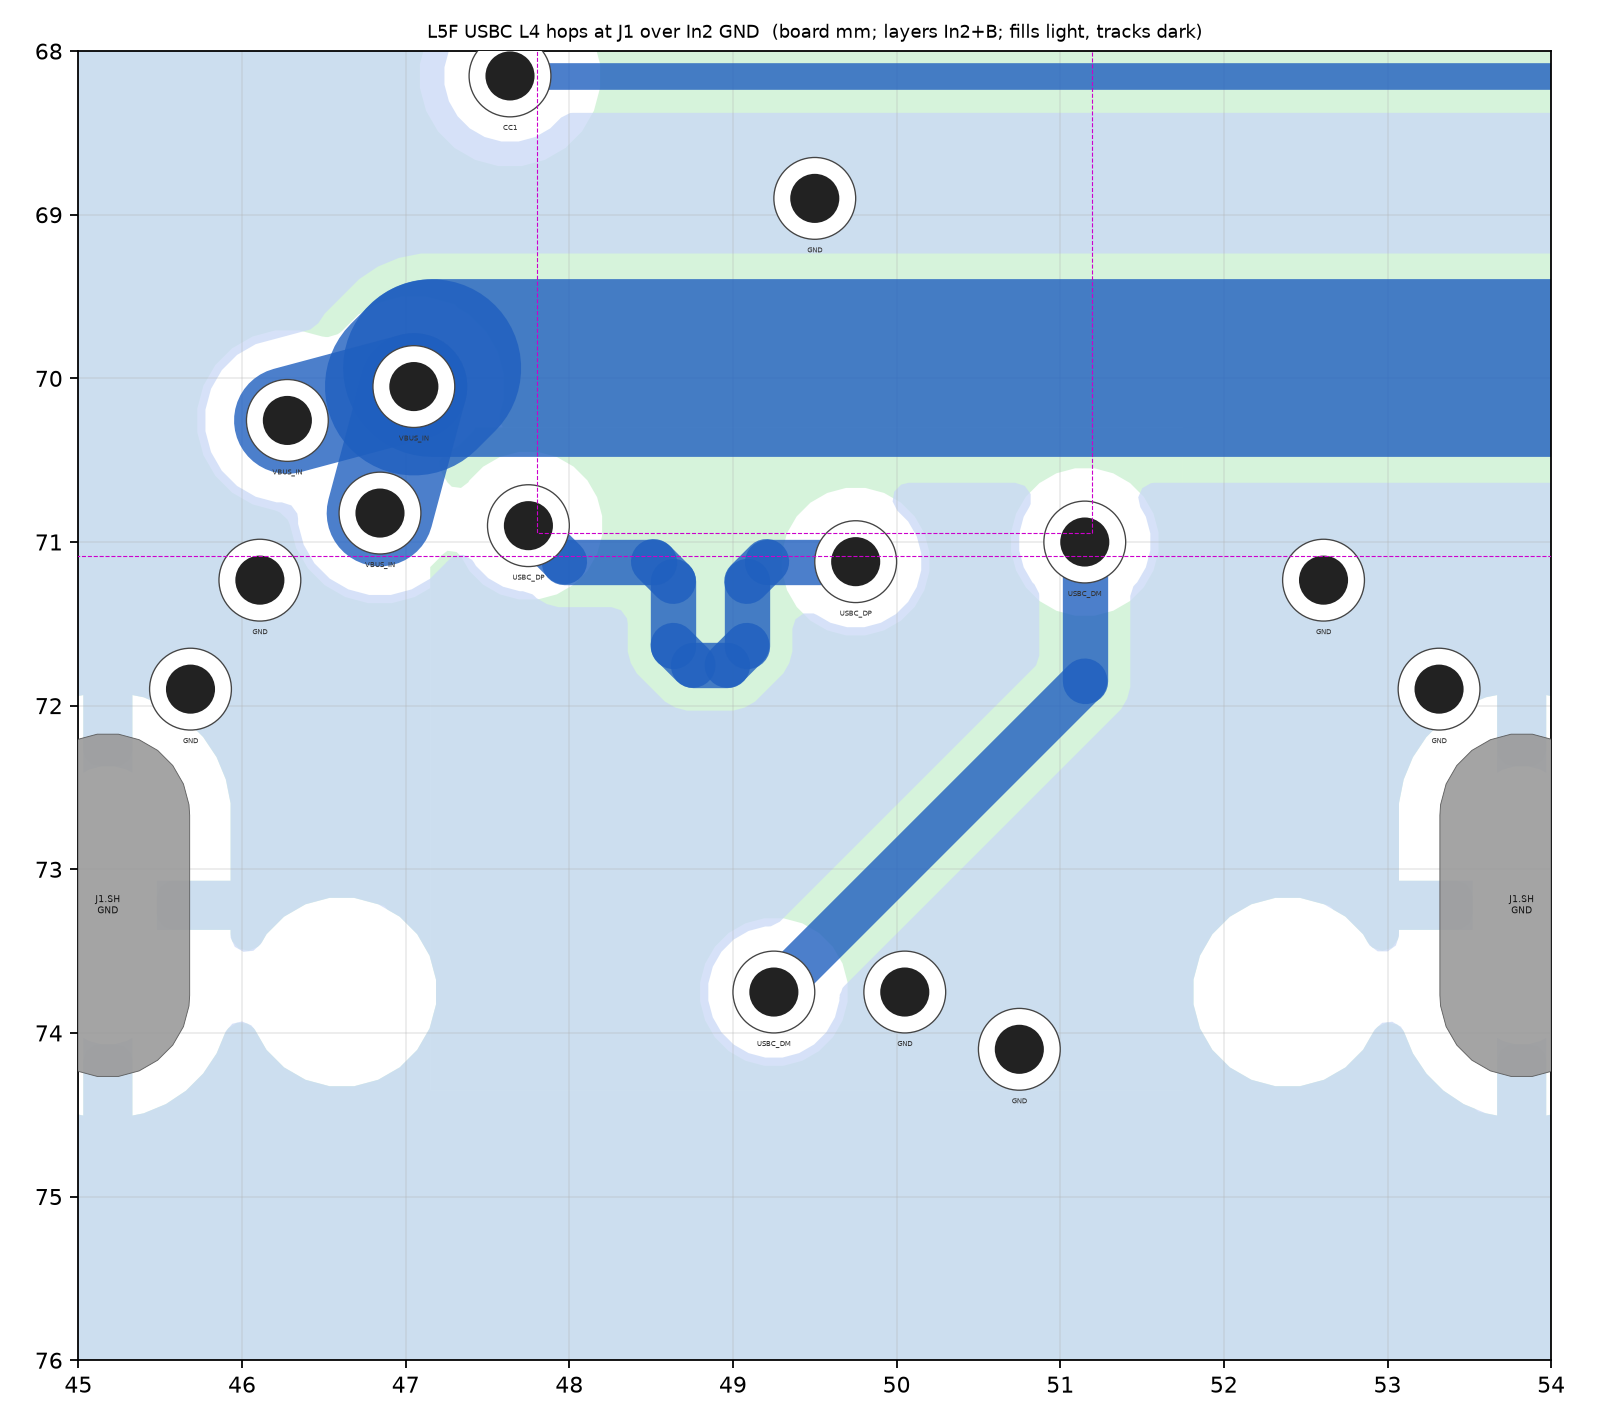 L5F USBC L4 hops at J1 over In2 GND (board mm; layers In2+B; fills light, tracks dark)
68
CC1
69
GND
70
VBUS_IN
VBUS_IN
71
VBUS_IN
USBC_DP
USBC_DP
USBC_DM
GND
GND
72
GND
GND
73
J1.SH
GND
J1.SH
GND
74
USBC_DM
GND
GND
75
76
45 46 47 48 49 50 51 52 53 54